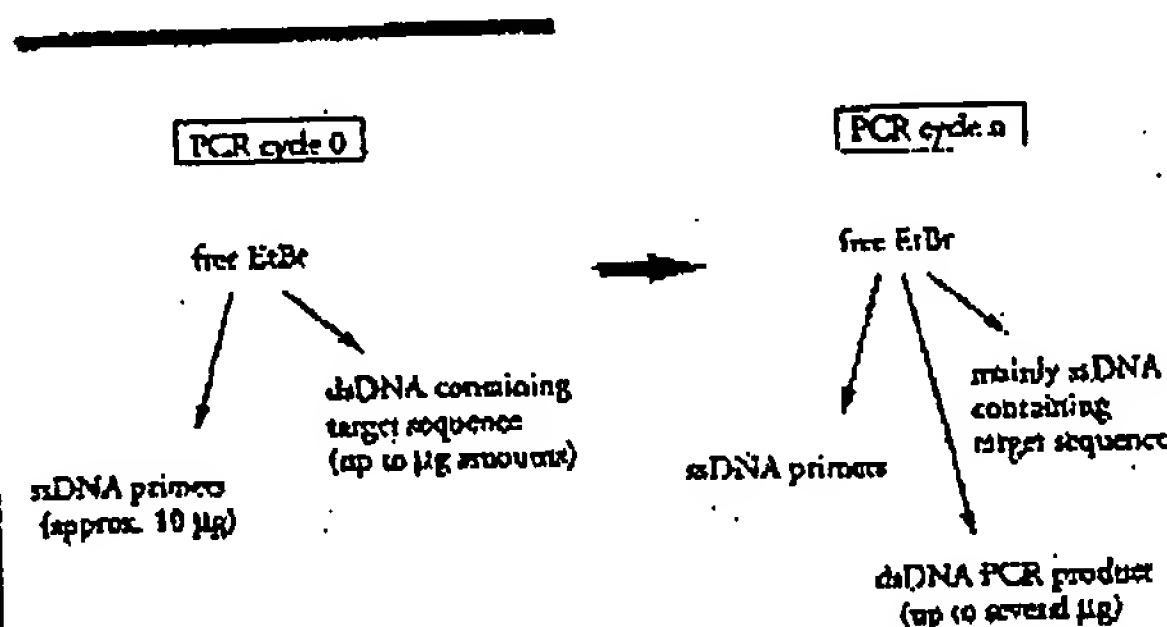 PCR cycle 0
free EtBr
ssDNA primers
(approx. 10 µg)
dsDNA containing
target sequence
(up to µg amounts)
PCR cycle n
free EtBr
ssDNA primers
mainly ssDNA
containing
target sequence
dsDNA PCR product
(up to several µg)